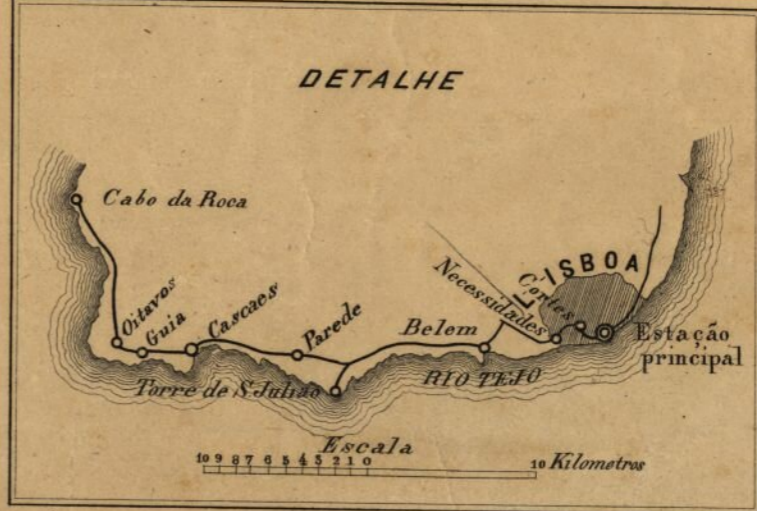 DETALHE
Cabo da Roca
Oitavos
Guia
Cascaes
Parede
Torre de S. Julião
Belem
RIO TEJO
Necessidades
Côrtes
LISBOA
Estação
principal
Escala
10 9 8 7 6 5 4 3 2 1 0 10 Kilometros